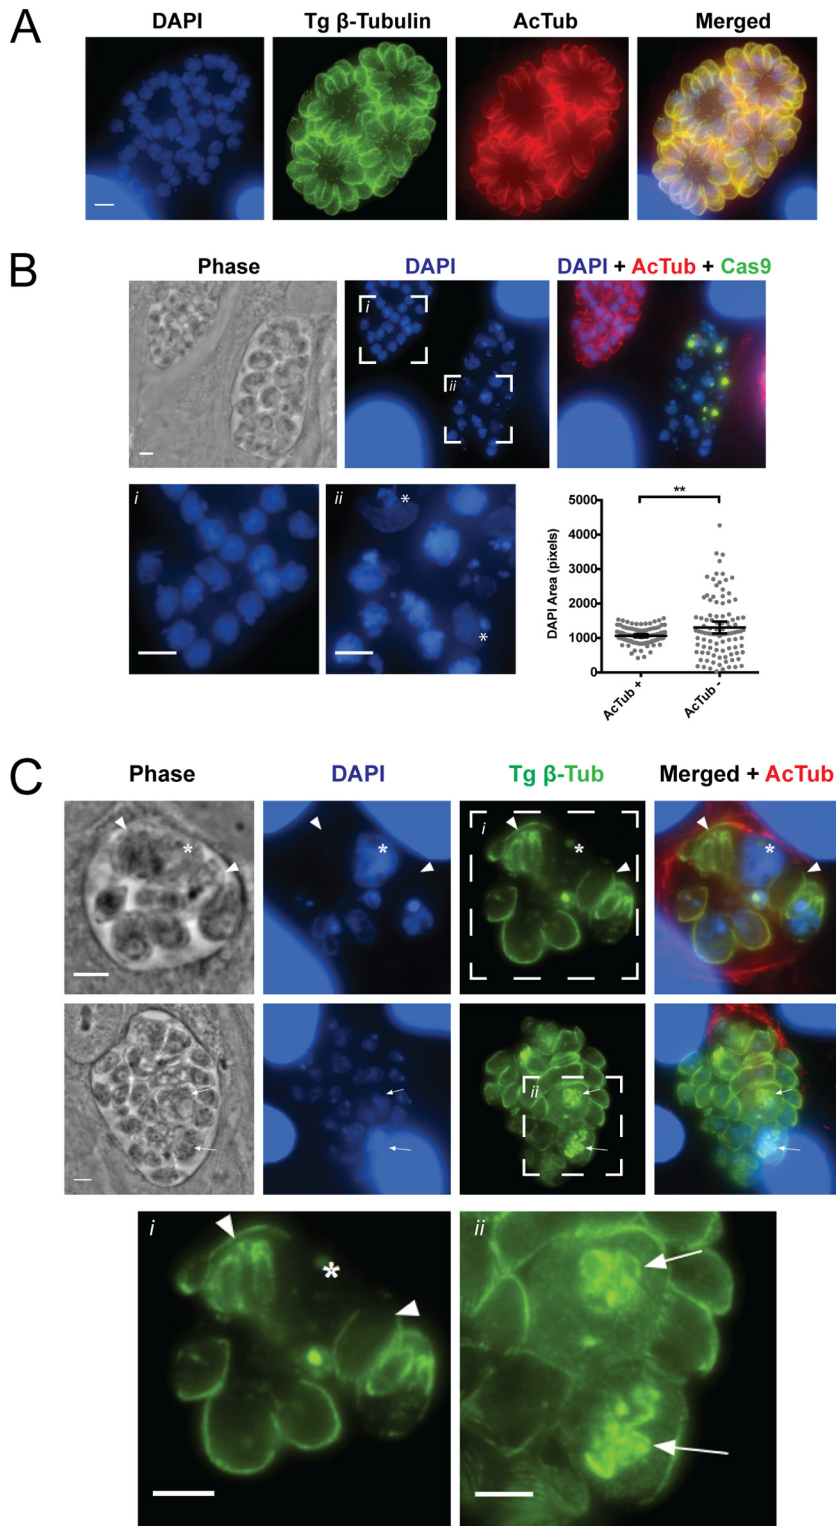 A
DAPI Tg β-Tubulin AcTub Merged
B
Phase DAPI DAPI + AcTub + Cas9
i
ii
i ii * *
**
5000
4000
3000
2000
1000
0
DAPI Area (pixels)
AcTub + AcTub -
C
Phase DAPI Tg β-Tub Merged + AcTub
* * i * *
ii
i * ii